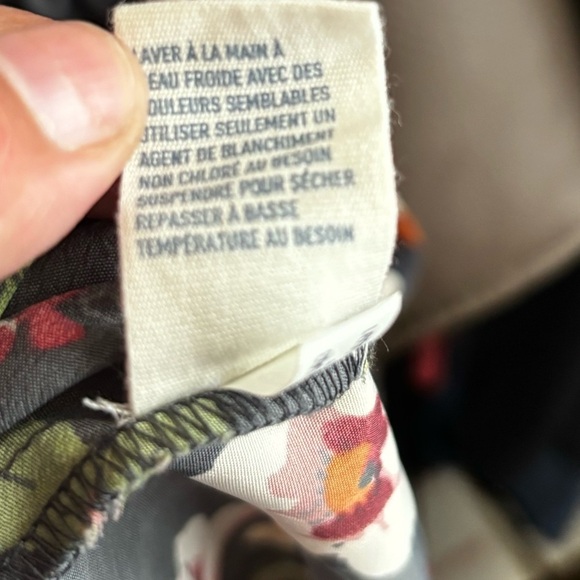 LAVER À LA MAIN À
L'EAU FROIDE AVEC DES
COULEURS SEMBLABLES
UTILISER SEULEMENT UN
AGENT DE BLANCHIMENT
NON CHLORÉ AU BESOIN
SUSPENDRE POUR SÉCHER
REPASSER À BASSE
TEMPÉRATURE AU BESOIN